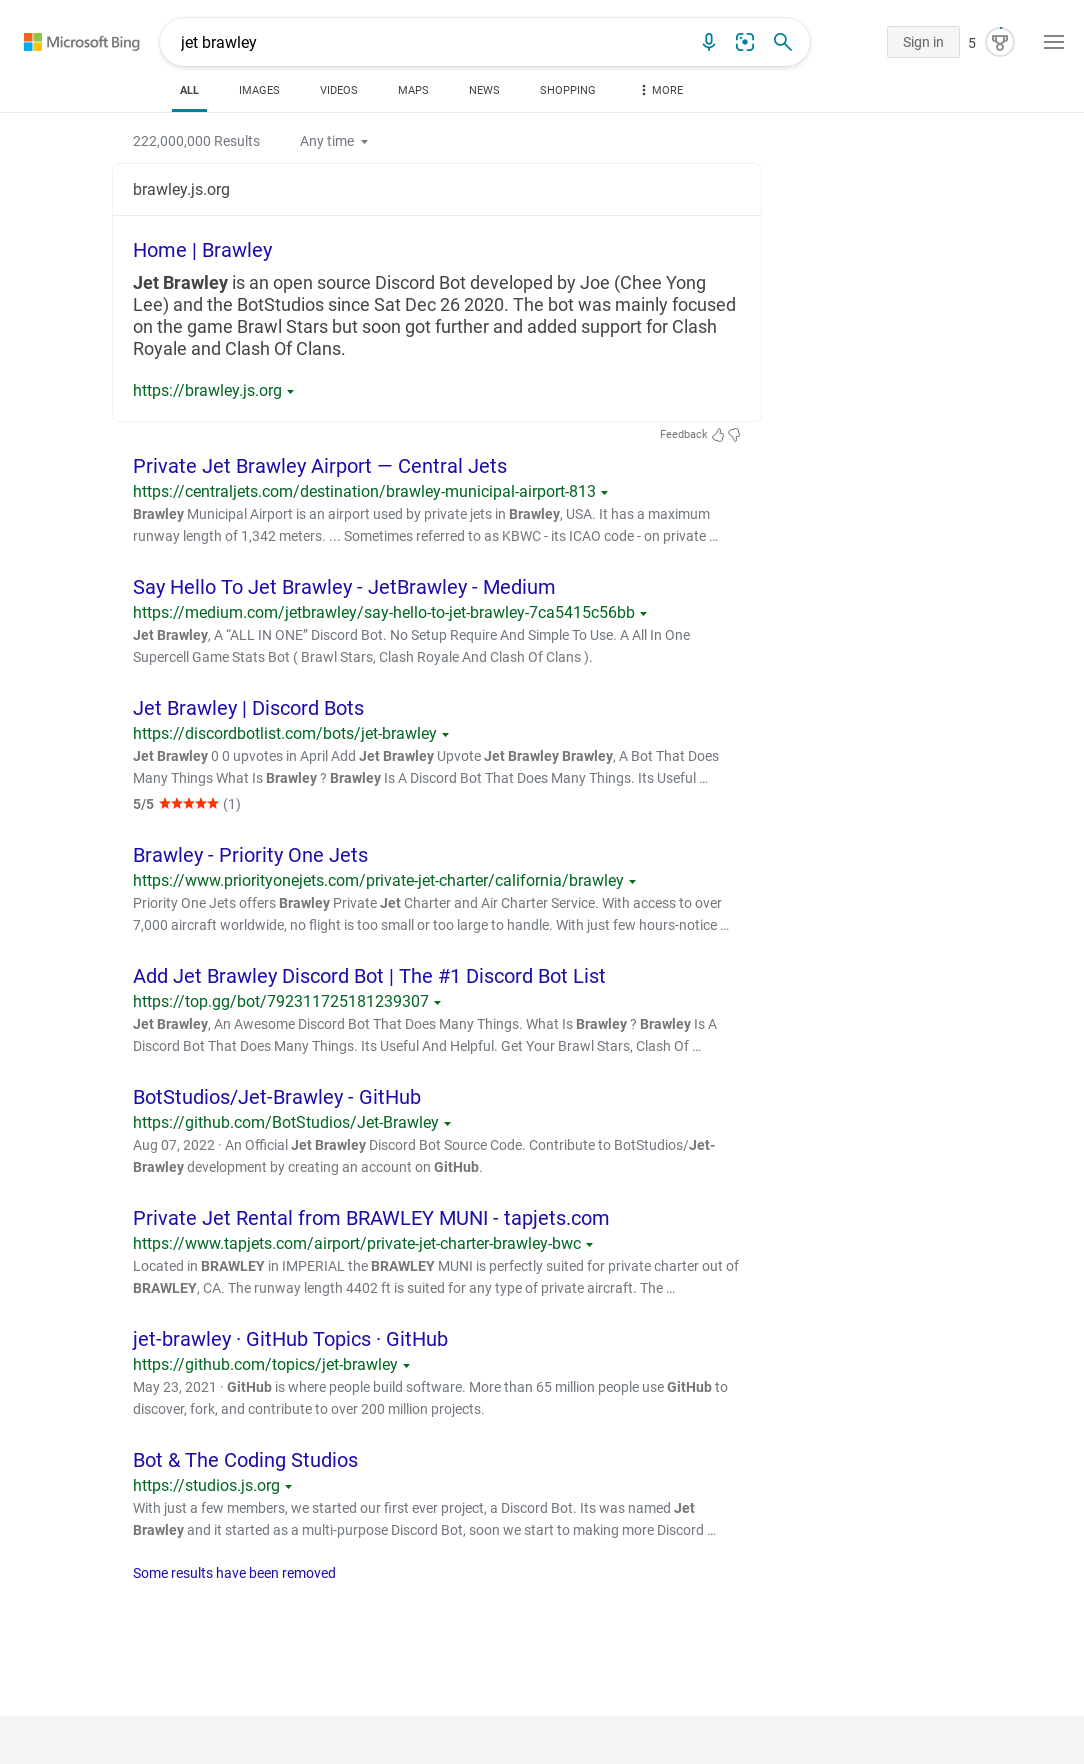 Microsoft Bing
jet brawley
Sign in
5
ALL
IMAGES
VIDEOS
MAPS
NEWS
SHOPPING
MORE
222,000,000 Results
Any time
brawley.js.org
Home | Brawley
Jet Brawley is an open source Discord Bot developed by Joe (Chee Yong
Lee) and the BotStudios since Sat Dec 26 2020. The bot was mainly focused
on the game Brawl Stars but soon got further and added support for Clash
Royale and Clash Of Clans.
https://brawley.js.org
Feedback
Private Jet Brawley Airport — Central Jets
https://centraljets.com/destination/brawley-municipal-airport-813
Brawley Municipal Airport is an airport used by private jets in Brawley, USA. It has a maximum
runway length of 1,342 meters. ... Sometimes referred to as KBWC - its ICAO code - on private …
Say Hello To Jet Brawley - JetBrawley - Medium
https://medium.com/jetbrawley/say-hello-to-jet-brawley-7ca5415c56bb
Jet Brawley, A “ALL IN ONE” Discord Bot. No Setup Require And Simple To Use. A All In One
Supercell Game Stats Bot ( Brawl Stars, Clash Royale And Clash Of Clans ).
Jet Brawley | Discord Bots
https://discordbotlist.com/bots/jet-brawley
Jet Brawley 0 0 upvotes in April Add Jet Brawley Upvote Jet Brawley Brawley, A Bot That Does
Many Things What Is Brawley ? Brawley Is A Discord Bot That Does Many Things. Its Useful …
5/5 ★★★★★ (1)
Brawley - Priority One Jets
https://www.priorityonejets.com/private-jet-charter/california/brawley
Priority One Jets offers Brawley Private Jet Charter and Air Charter Service. With access to over
7,000 aircraft worldwide, no flight is too small or too large to handle. With just few hours-notice …
Add Jet Brawley Discord Bot | The #1 Discord Bot List
https://top.gg/bot/792311725181239307
Jet Brawley, An Awesome Discord Bot That Does Many Things. What Is Brawley ? Brawley Is A
Discord Bot That Does Many Things. Its Useful And Helpful. Get Your Brawl Stars, Clash Of …
BotStudios/Jet-Brawley - GitHub
https://github.com/BotStudios/Jet-Brawley
Aug 07, 2022 · An Official Jet Brawley Discord Bot Source Code. Contribute to BotStudios/Jet-
Brawley development by creating an account on GitHub.
Private Jet Rental from BRAWLEY MUNI - tapjets.com
https://www.tapjets.com/airport/private-jet-charter-brawley-bwc
Located in BRAWLEY in IMPERIAL the BRAWLEY MUNI is perfectly suited for private charter out of
BRAWLEY, CA. The runway length 4402 ft is suited for any type of private aircraft. The …
jet-brawley · GitHub Topics · GitHub
https://github.com/topics/jet-brawley
May 23, 2021 · GitHub is where people build software. More than 65 million people use GitHub to
discover, fork, and contribute to over 200 million projects.
Bot & The Coding Studios
https://studios.js.org
With just a few members, we started our first ever project, a Discord Bot. Its was named Jet
Brawley and it started as a multi-purpose Discord Bot, soon we start to making more Discord …
Some results have been removed